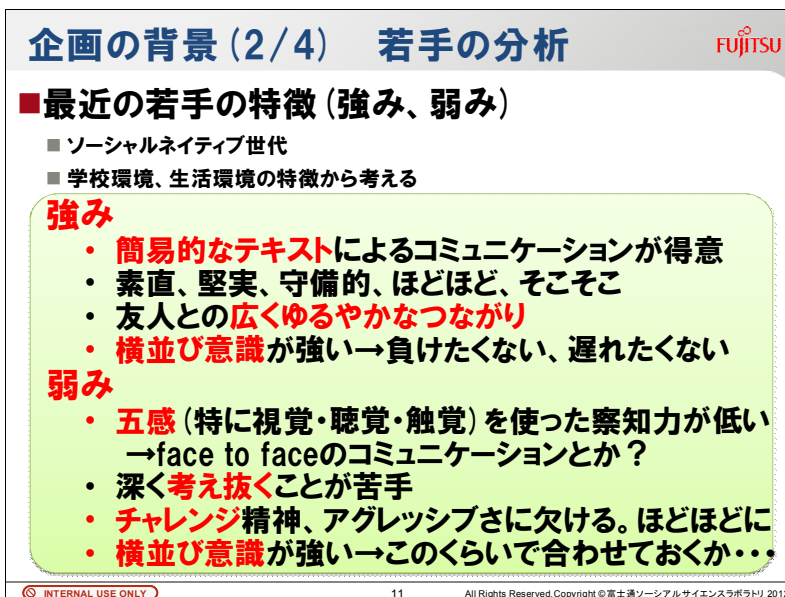 企画の背景(2/4) 若手の分析
FUJITSU
■最近の若手の特徴(強み、弱み)
■ ソーシャルネイティブ世代
■ 学校環境、生活環境の特徴から考える
強み
・ 簡易的なテキストによるコミュニケーションが得意
・ 素直、堅実、守備的、ほどほど、そこそこ
・ 友人との広くゆるやかなつながり
・ 横並び意識が強い→負けたくない、遅れたくない
弱み
・ 五感(特に視覚・聴覚・触覚)を使った察知力が低い
→face to faceのコミュニケーションとか?
・ 深く考え抜くことが苦手
・ チャレンジ精神、アグレッシブさに欠ける。ほどほどに
・ 横並び意識が強い→このくらいで合わせておくか・・・
INTERNAL USE ONLY
11
All Rights Reserved,Copyright © 富士通ソーシアルサイエンスラボラトリ 2012